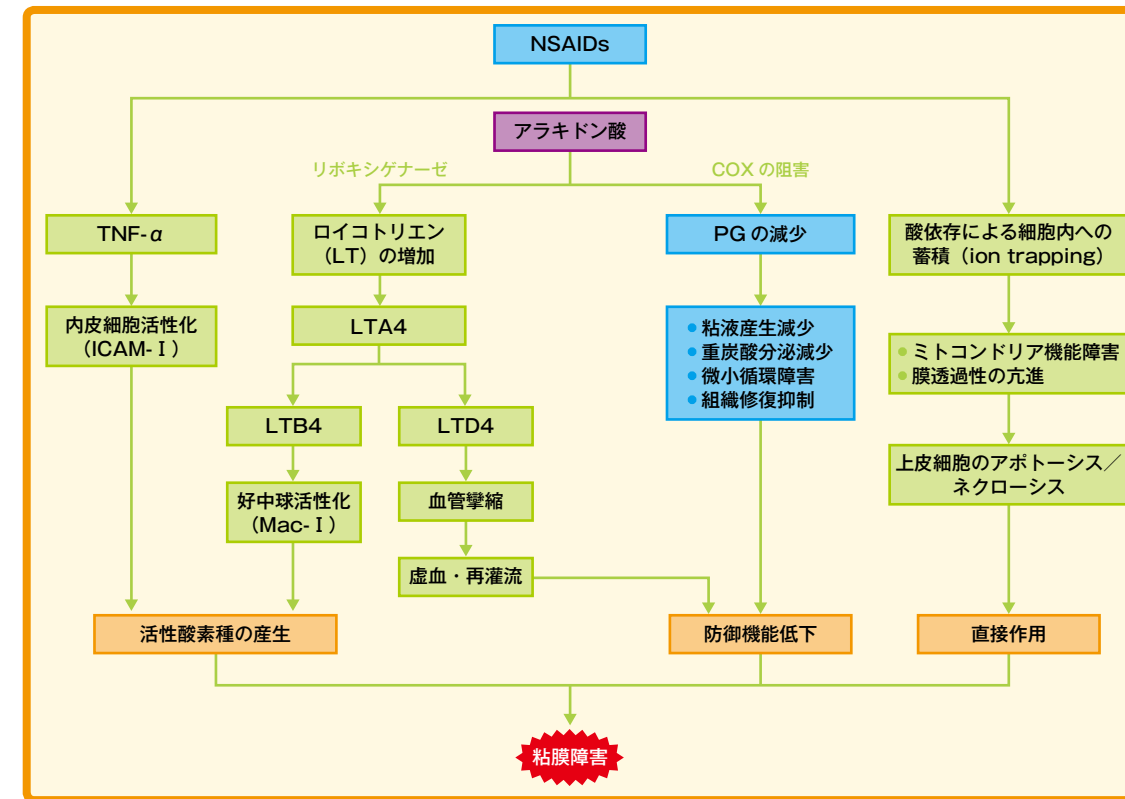 NSAIDs
アラキドン酸
リポキシゲナーゼ
COX の阻害
TNF-α
ロイコトリエン
（LT）の増加
PG の減少
酸依存による細胞内への
蓄積（ion trapping）
内皮細胞活性化
（ICAM-Ⅰ）
LTA4
●粘液産生減少
●重炭酸分泌減少
●微小循環障害
●組織修復抑制
●ミトコンドリア機能障害
●膜透過性の亢進
LTB4
LTD4
上皮細胞のアポトーシス／
ネクローシス
好中球活性化
（Mac-Ⅰ）
血管攣縮
虚血・再灌流
活性酸素種の産生
防御機能低下
直接作用
粘膜障害